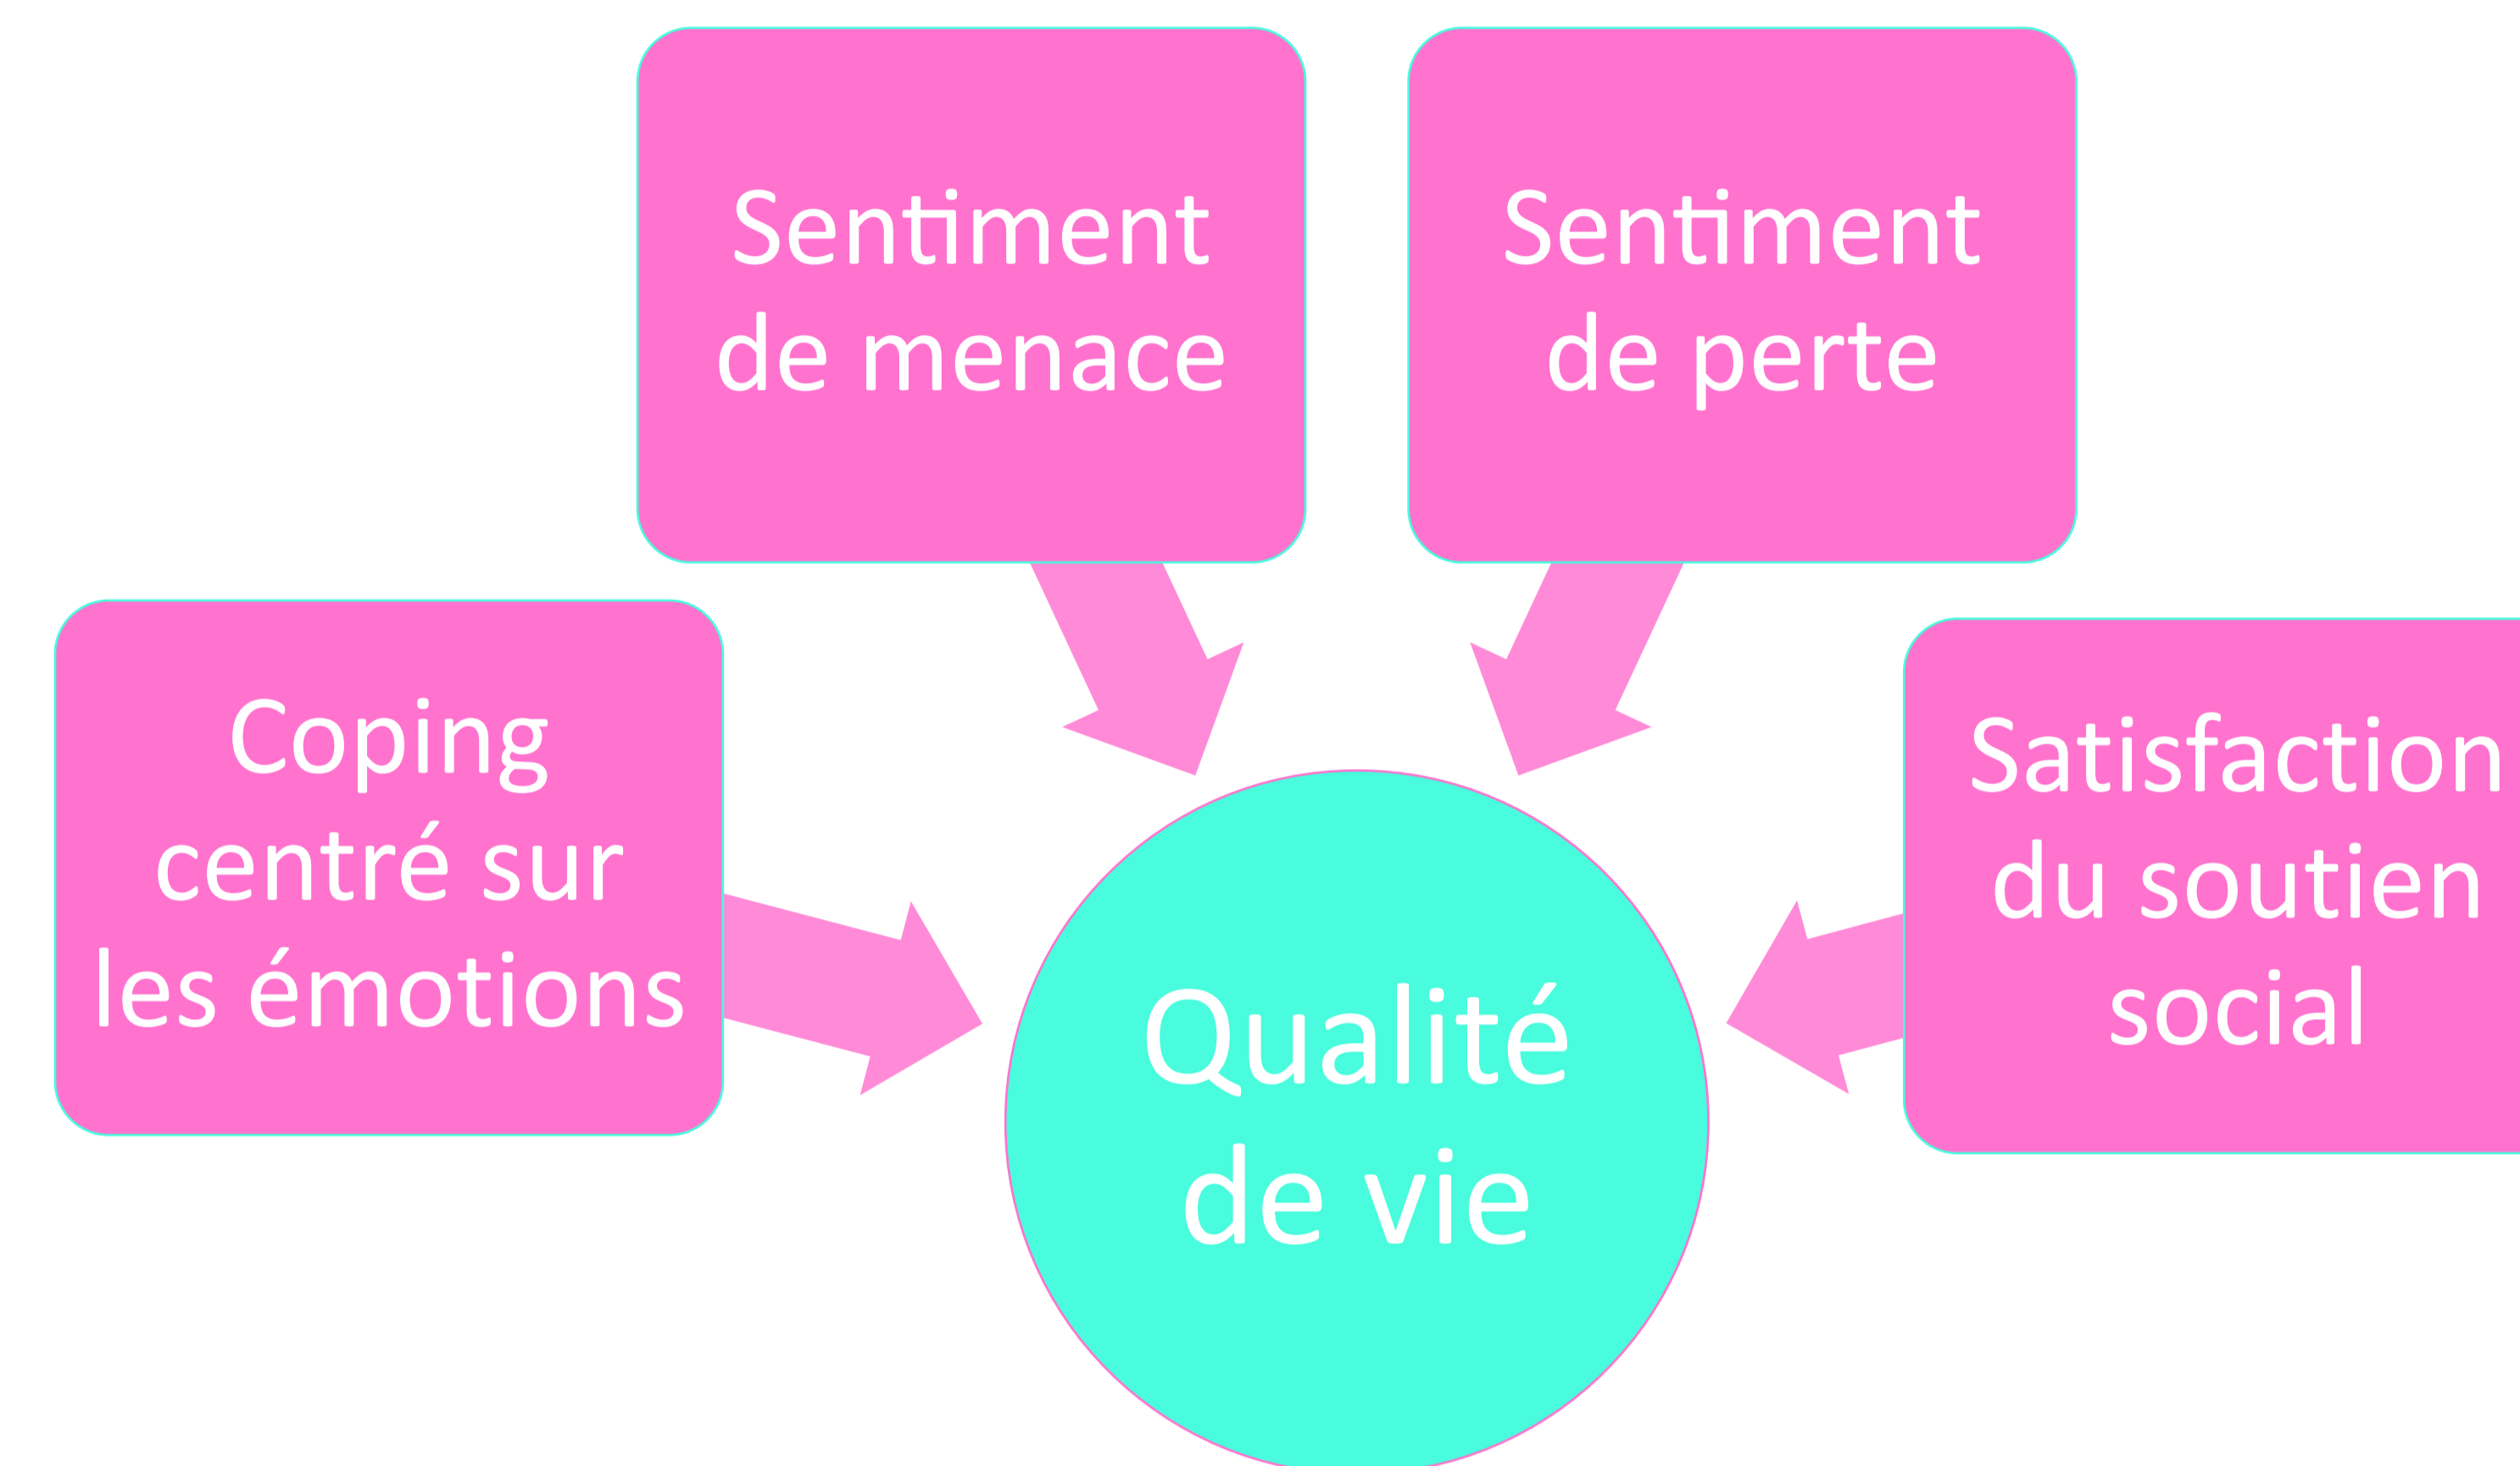 Sentiment
de menace
Sentiment
de perte
Coping
centré sur
les émotions
Satisfaction
du soutien
social
Qualité
de vie